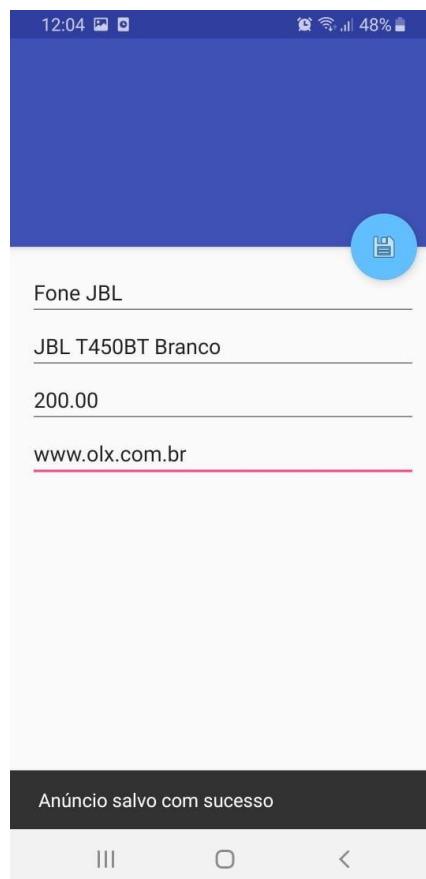 12:04 48%
Fone JBL
JBL T450BT Branco
200.00
www.olx.com.br
Anúncio salvo com sucesso